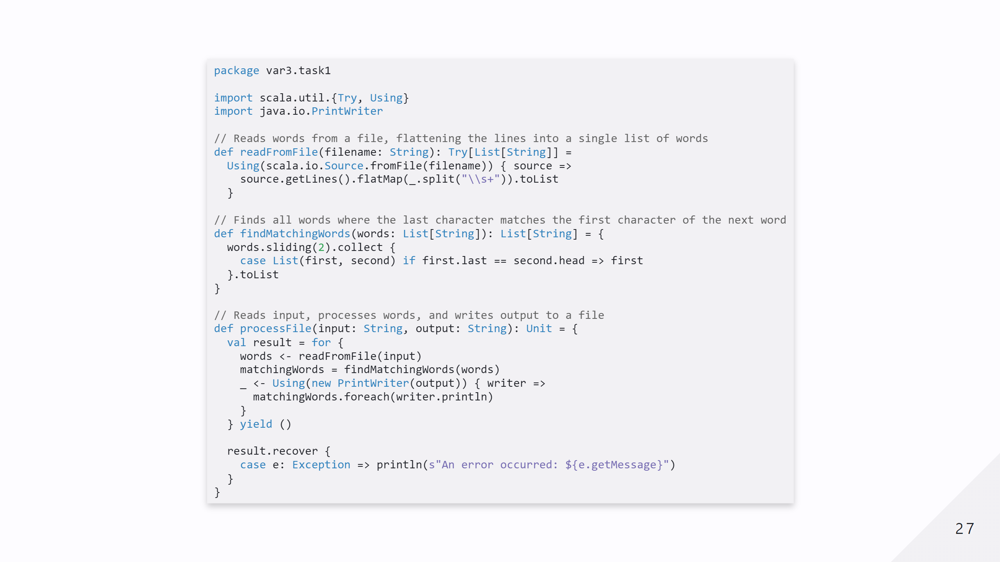 package var3.task1

import scala.util.{Try, Using}
import java.io.PrintWriter

// Reads words from a file, flattening the lines into a single list of words
def readFromFile(filename: String): Try[List[String]] =
  Using(scala.io.Source.fromFile(filename)) { source =>
    source.getLines().flatMap(_.split("\\s+")).toList
  }

// Finds all words where the last character matches the first character of the next word
def findMatchingWords(words: List[String]): List[String] = {
  words.sliding(2).collect {
    case List(first, second) if first.last == second.head => first
  }.toList
}

// Reads input, processes words, and writes output to a file
def processFile(input: String, output: String): Unit = {
  val result = for {
    words <- readFromFile(input)
    matchingWords = findMatchingWords(words)
    _ <- Using(new PrintWriter(output)) { writer =>
      matchingWords.foreach(writer.println)
    }
  } yield ()

  result.recover {
    case e: Exception => println(s"An error occurred: ${e.getMessage}")
  }
}
27